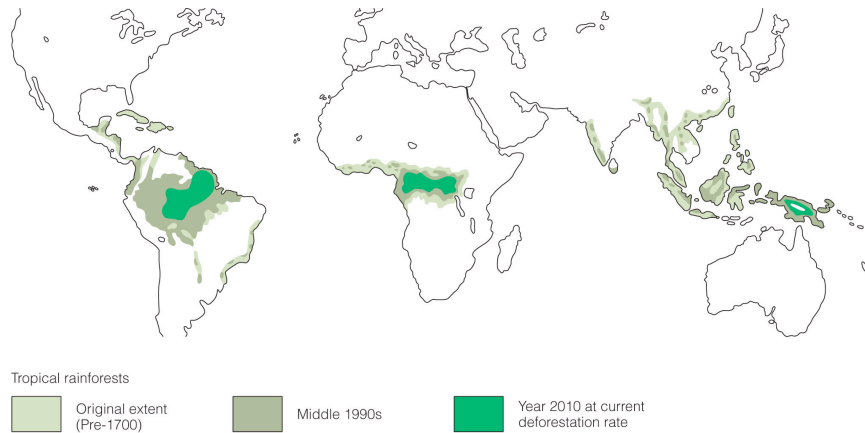 Tropical rainforests
Original extent
(Pre-1700)
Middle 1990s
Year 2010 at current
deforestation rate